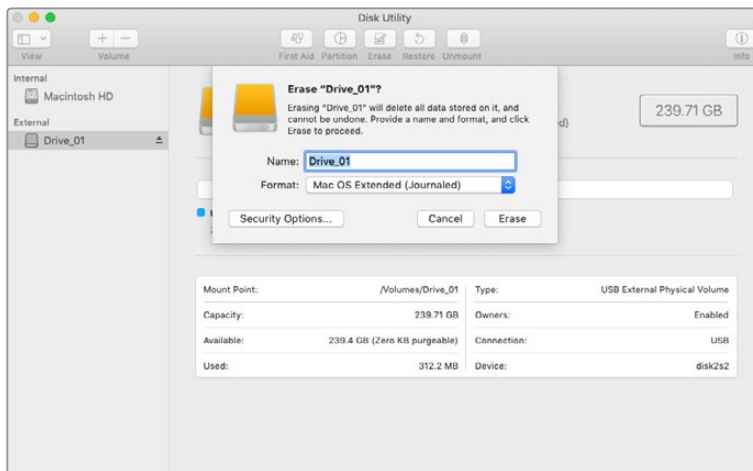 Disk Utility
View
Volume
First Aid Partition Erase Restore Unmount
Info
Internal
Macintosh HD
External
Drive_01
Erase "Drive_01"?
Erasing "Drive_01" will delete all data stored on it, and
cannot be undone. Provide a name and format, and click
Erase to proceed.
239.71 GB
Name: Drive_01
Format: Mac OS Extended (Journaled)
Security Options... Cancel Erase
Mount Point: /Volumes/Drive_01 Type: USB External Physical Volume
Capacity: 239.71 GB Owners: Enabled
Available: 239.4 GB (Zero KB purgeable) Connection: USB
Used: 312.2 MB Device: disk2s2